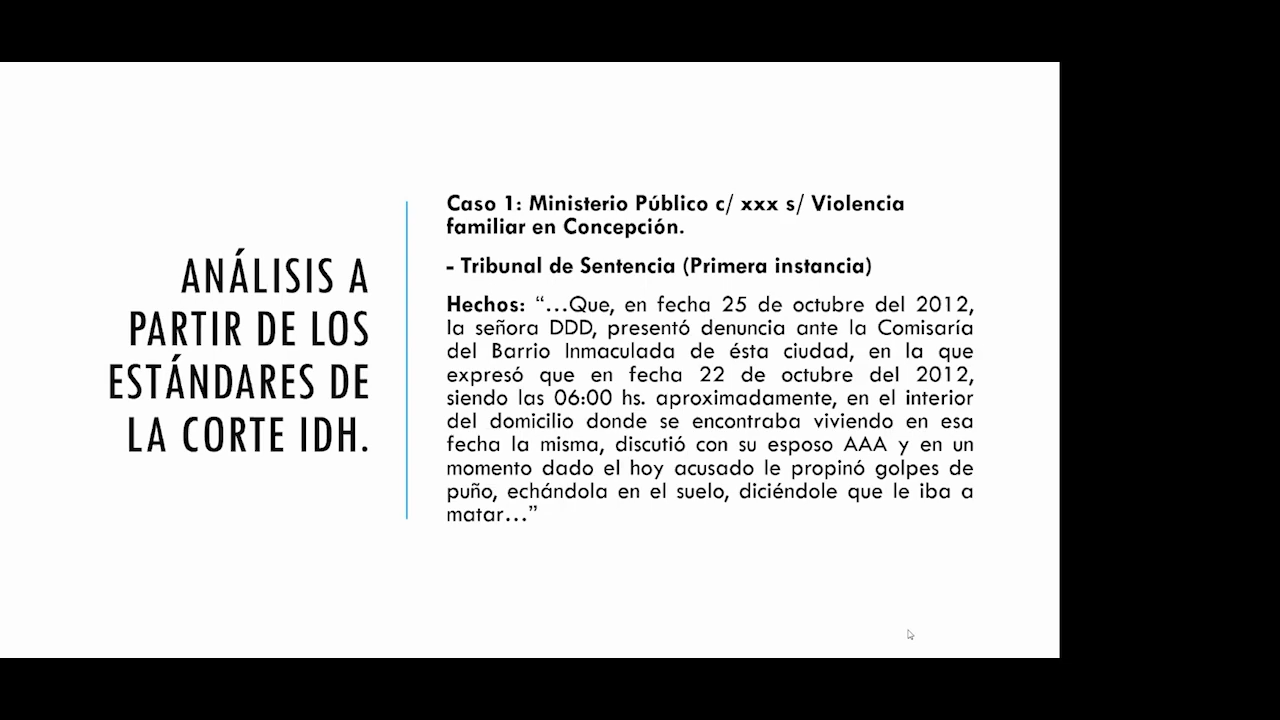 ANÁLISIS A
PARTIR DE LOS
ESTÁNDARES DE
LA CORTE IDH.
Caso 1: Ministerio Público c/ xxx s/ Violencia
familiar en Concepción.
- Tribunal de Sentencia (Primera instancia)
Hechos: “…Que, en fecha 25 de octubre del 2012,
la señora DDD, presentó denuncia ante la Comisaría
del Barrio Inmaculada de ésta ciudad, en la que
expresó que en fecha 22 de octubre del 2012,
siendo las 06:00 hs. aproximadamente, en el interior
del domicilio donde se encontraba viviendo en esa
fecha la misma, discutió con su esposo AAA y en un
momento dado el hoy acusado le propinó golpes de
puño, echándola en el suelo, diciéndole que le iba a
matar…”